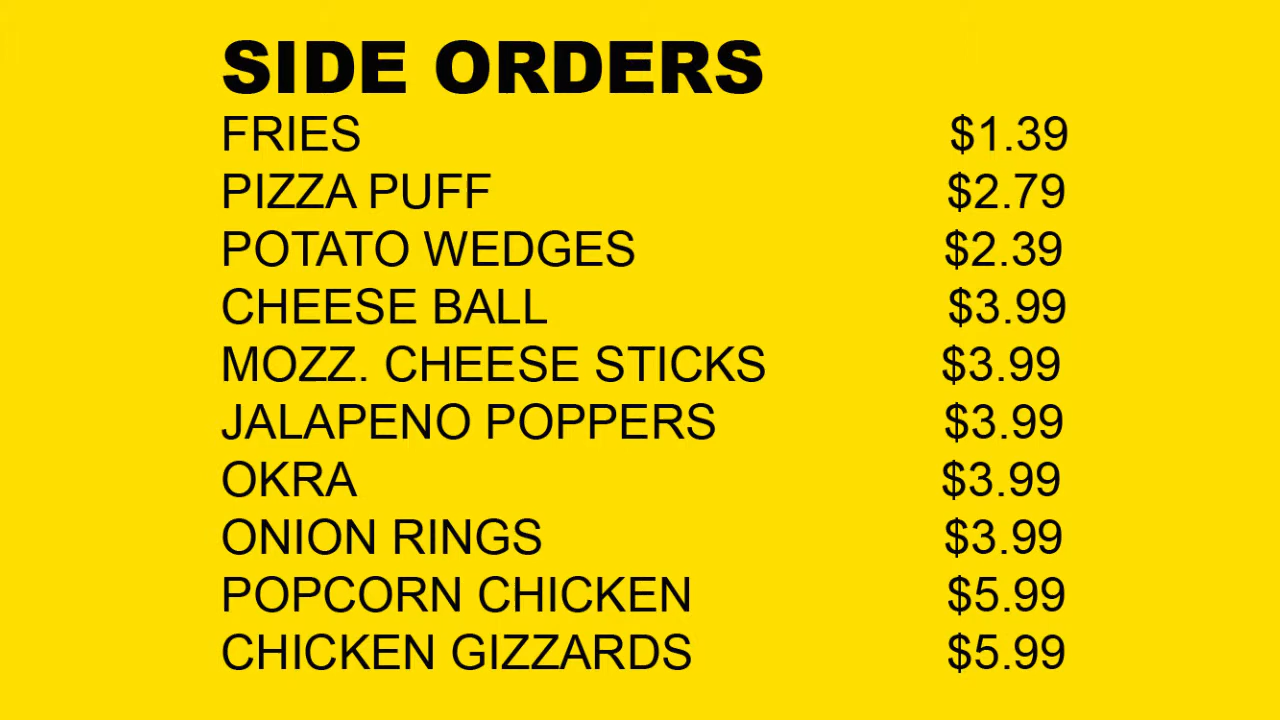 SIDE ORDERS
FRIES $1.39
PIZZA PUFF $2.79
POTATO WEDGES $2.39
CHEESE BALL $3.99
MOZZ. CHEESE STICKS $3.99
JALAPENO POPPERS $3.99
OKRA $3.99
ONION RINGS $3.99
POPCORN CHICKEN $5.99
CHICKEN GIZZARDS $5.99